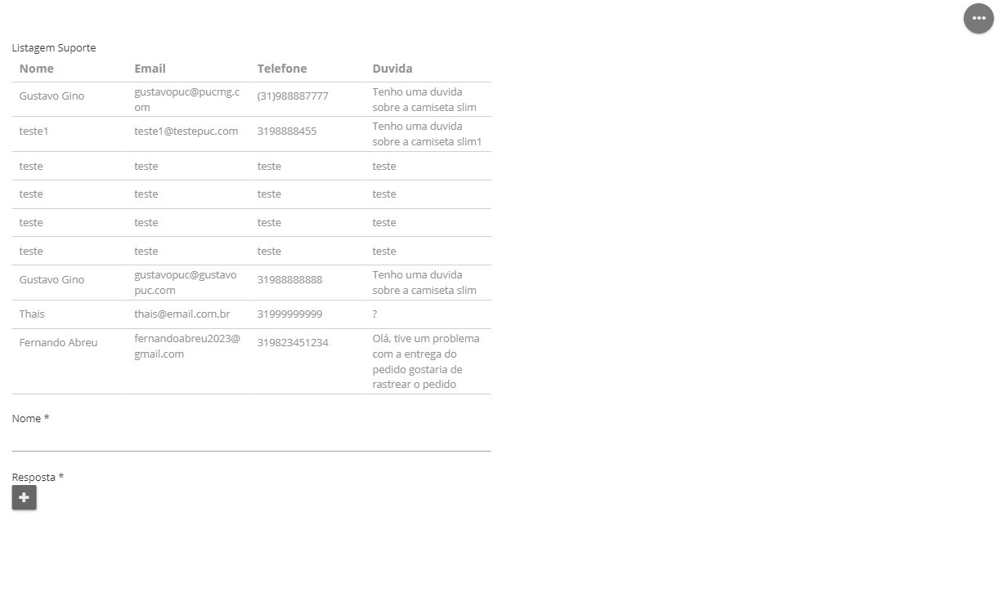 Listagem Suporte
Nome Email Telefone Duvida
Gustavo Gino gustavopuc@pucmg.c (31)988887777 Tenho uma duvida
om sobre a camiseta slim
teste1 teste1@testepuc.com 3198888455 Tenho uma duvida
sobre a camiseta slim1
teste teste teste teste
teste teste teste teste
teste teste teste teste
teste teste teste teste
Gustavo Gino gustavopuc@gustavo 31988888888 Tenho uma duvida
puc.com sobre a camiseta slim
Thais thais@email.com.br 31999999999 ?
Fernando Abreu fernandoabreu2023@ 319823451234 Olá, tive um problema
gmail.com com a entrega do
pedido gostaria de
rastrear o pedido
Nome *
Resposta *